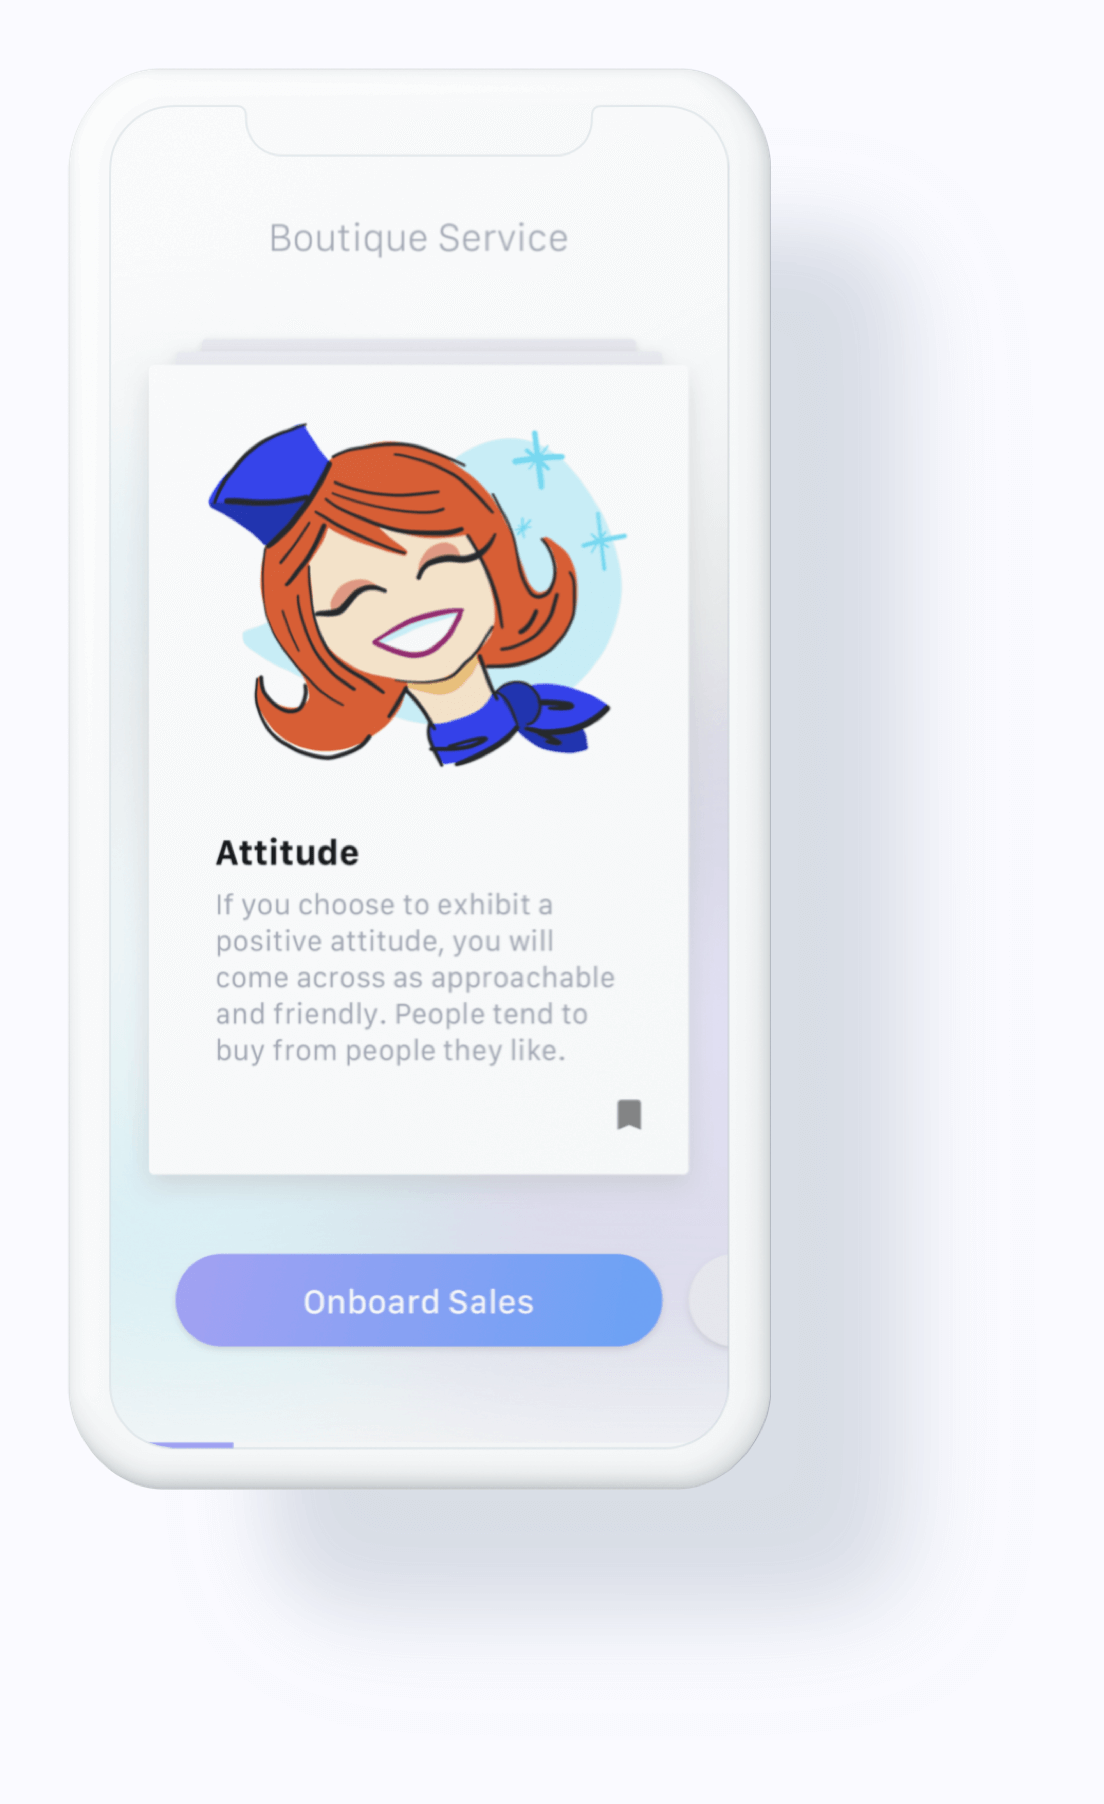 Boutique Service
Attitude
If you choose to exhibit a
positive attitude, you will
come across as approachable
and friendly. People tend to
buy from people they like.
Onboard Sales